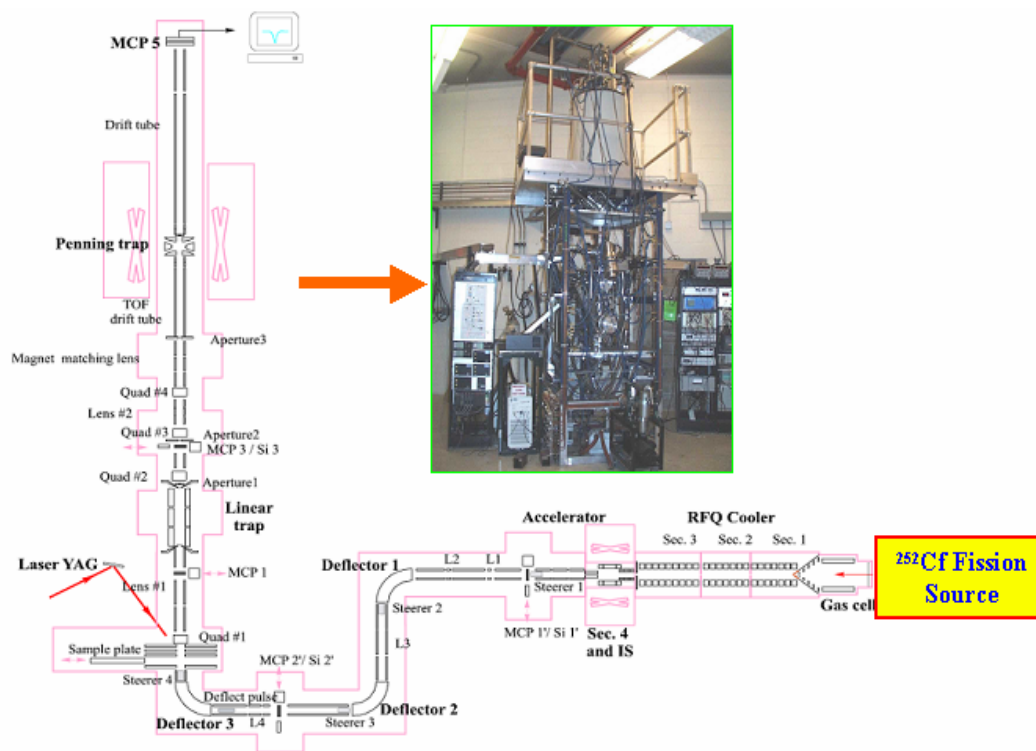 MCP 5
Drift tube
Penning trap
TOF
drift tube
Aperture3
Magnet matching lens
Quad #4
Lens #2
Quad #3
Aperture2
MCP 3 / Si 3
Quad #2
Aperture1
Linear
trap
Laser YAG
Lens #1
MCP 1
Quad #1
Sample plate
Steerer 4
Deflector 3
Deflect pulse
L4
MCP 2'/ Si 2'
Steerer 3
Deflector 2
L3
Steerer 2
Deflector 1
L2
L1
Accelerator
Steerer 1
MCP 1'/ Si 1'
Sec. 4
and IS
RFQ Cooler
Sec. 3
Sec. 2
Sec. 1
Gas cell
²⁵²Cf Fission
Source